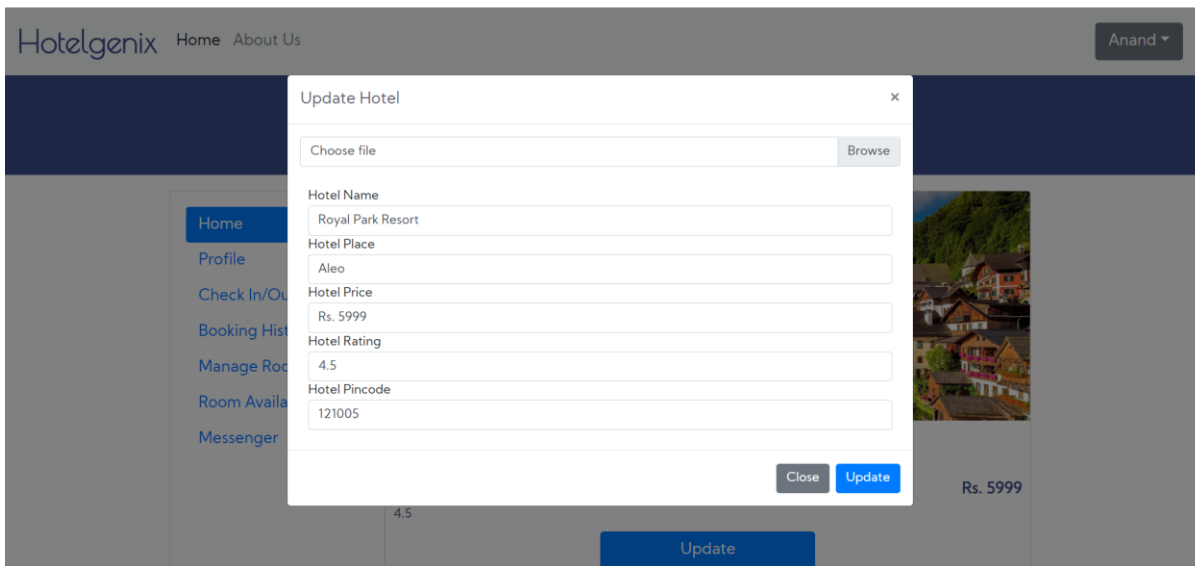 Hotelgenix Home About Us Anand
Update Hotel ×
Choose file Browse
Hotel Name
Royal Park Resort
Hotel Place
Aleo
Hotel Price
Rs. 5999
Hotel Rating
4.5
Hotel Pincode
121005
Close Update
Home
Profile
Check In/Ou
Booking Hist
Manage Roo
Room Availa
Messenger
Rs. 5999
4.5
Update